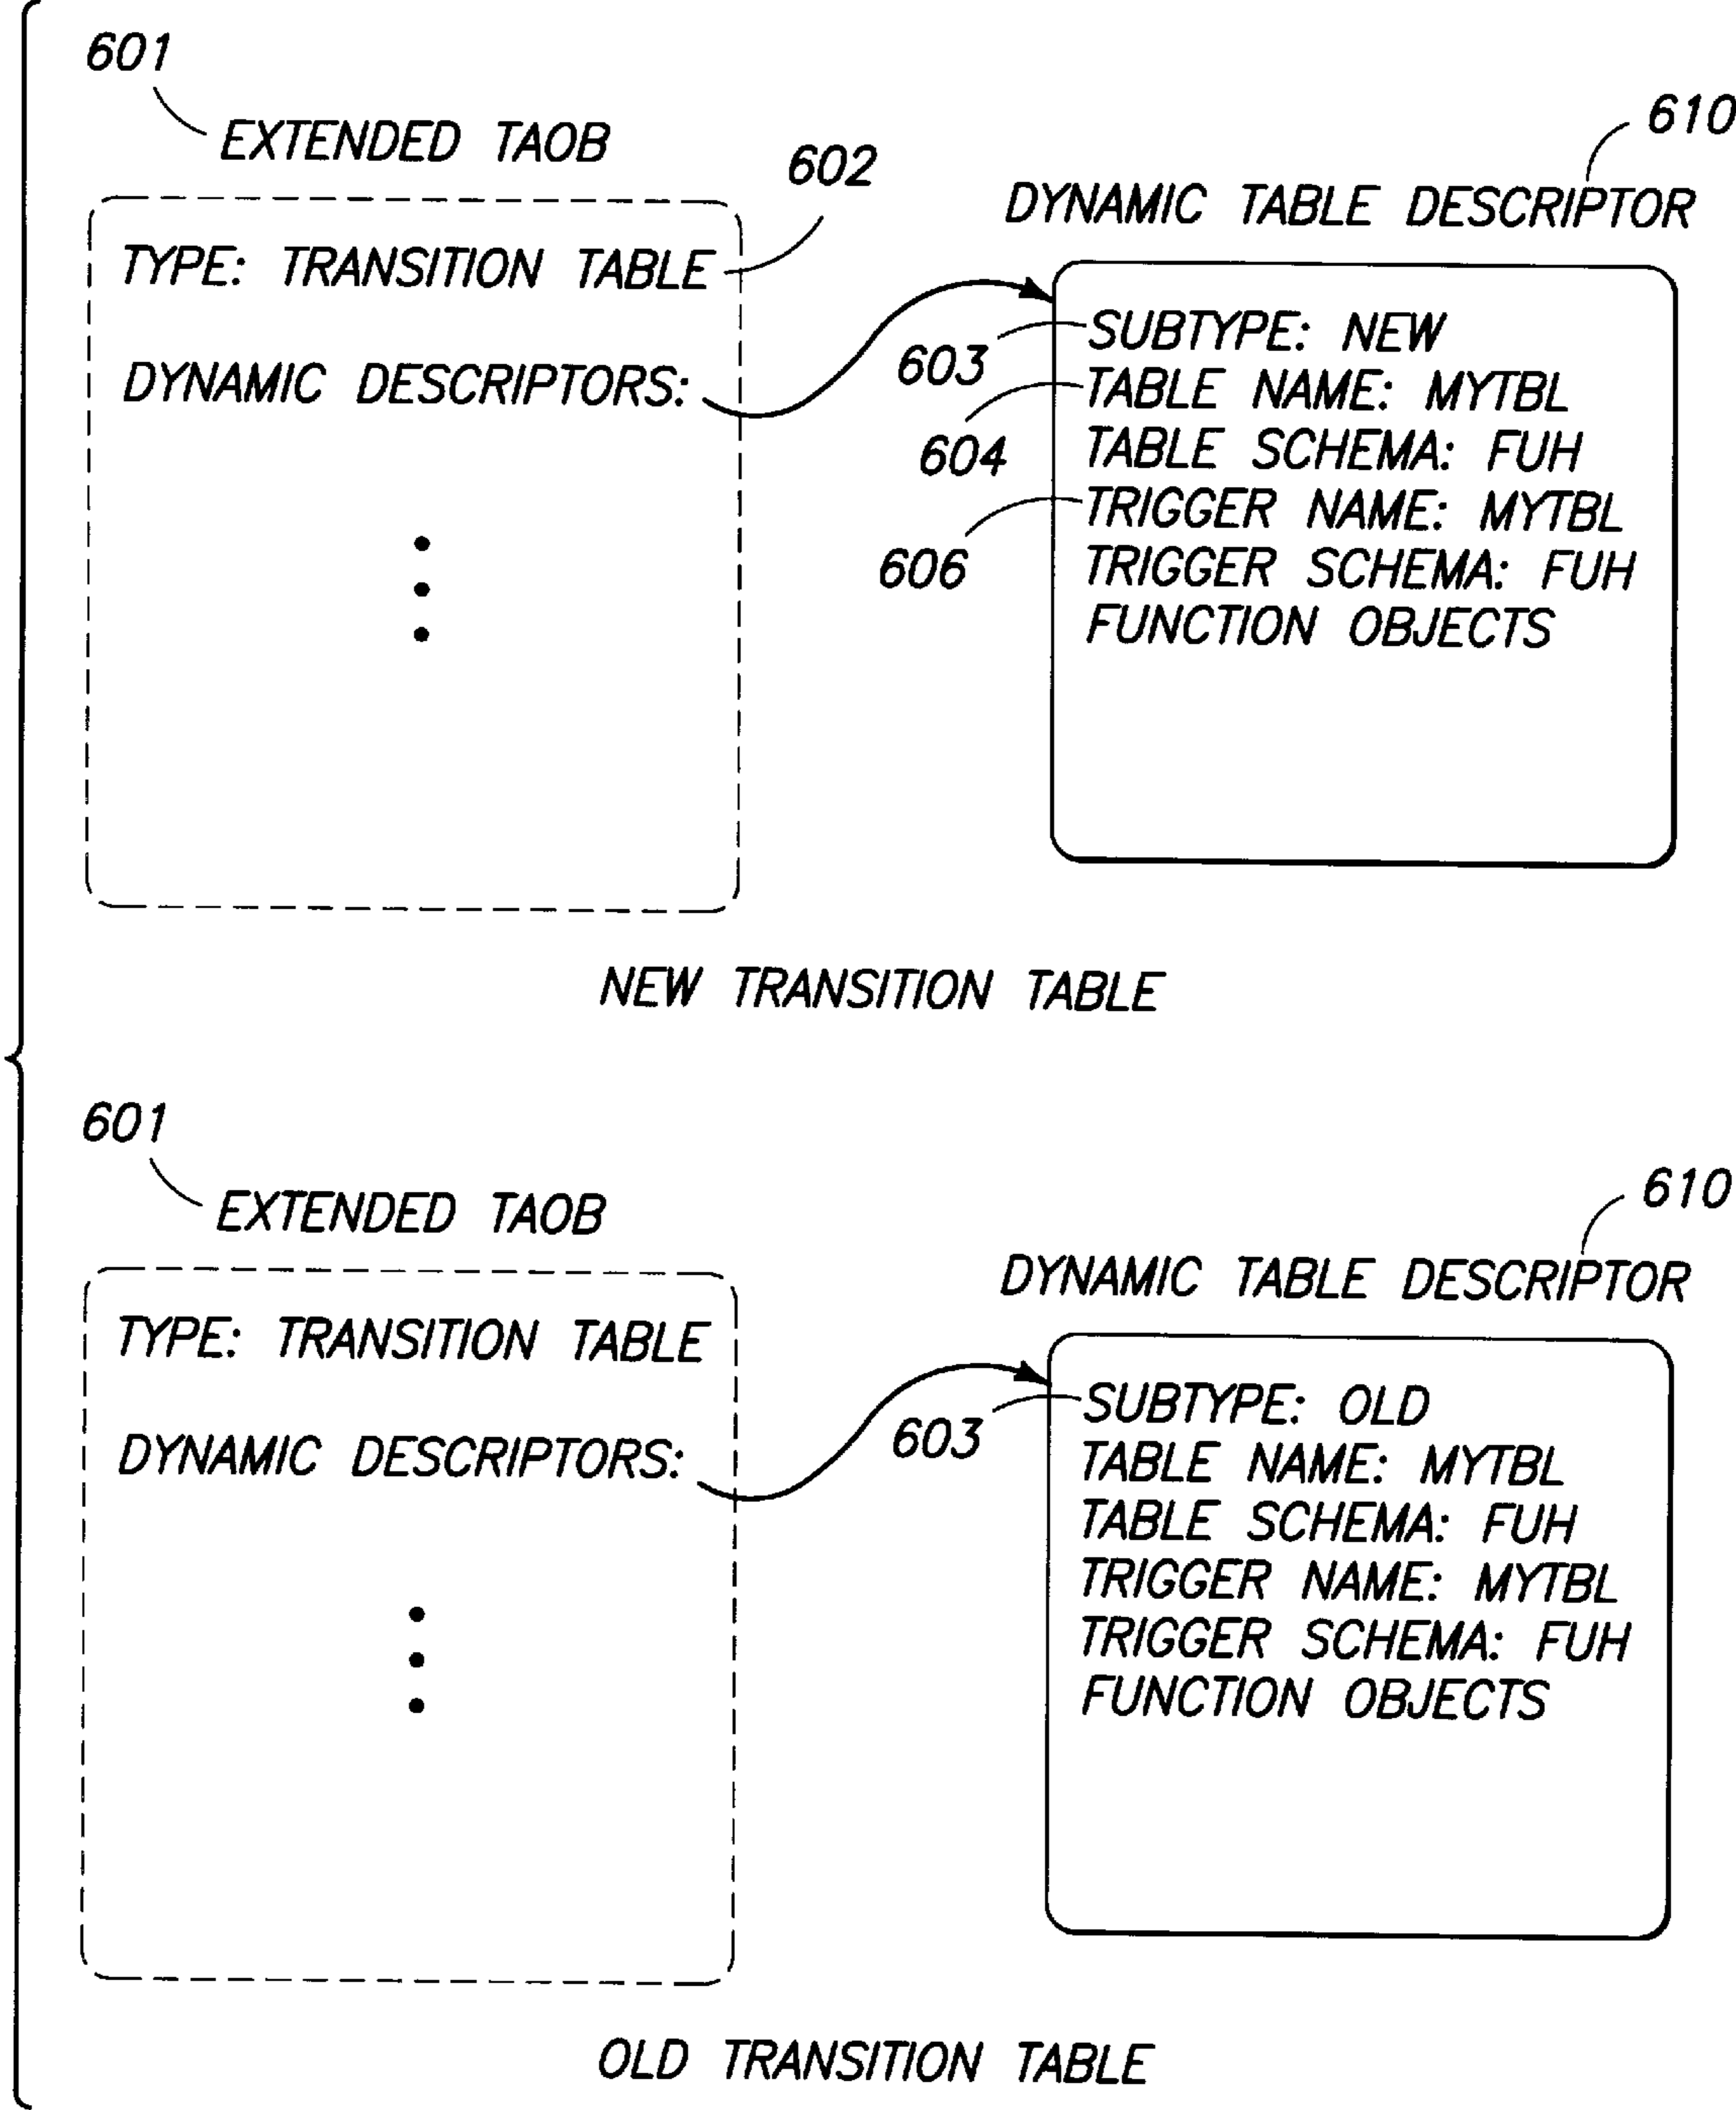 601
EXTENDED TAOB
602
610
DYNAMIC TABLE DESCRIPTOR
TYPE: TRANSITION TABLE
DYNAMIC DESCRIPTORS:
603
SUBTYPE: NEW
604
TABLE NAME: MYTBL
TABLE SCHEMA: FUH
606
TRIGGER NAME: MYTBL
TRIGGER SCHEMA: FUH
FUNCTION OBJECTS
NEW TRANSITION TABLE
601
EXTENDED TAOB
610
DYNAMIC TABLE DESCRIPTOR
TYPE: TRANSITION TABLE
DYNAMIC DESCRIPTORS:
603
SUBTYPE: OLD
TABLE NAME: MYTBL
TABLE SCHEMA: FUH
TRIGGER NAME: MYTBL
TRIGGER SCHEMA: FUH
FUNCTION OBJECTS
OLD TRANSITION TABLE